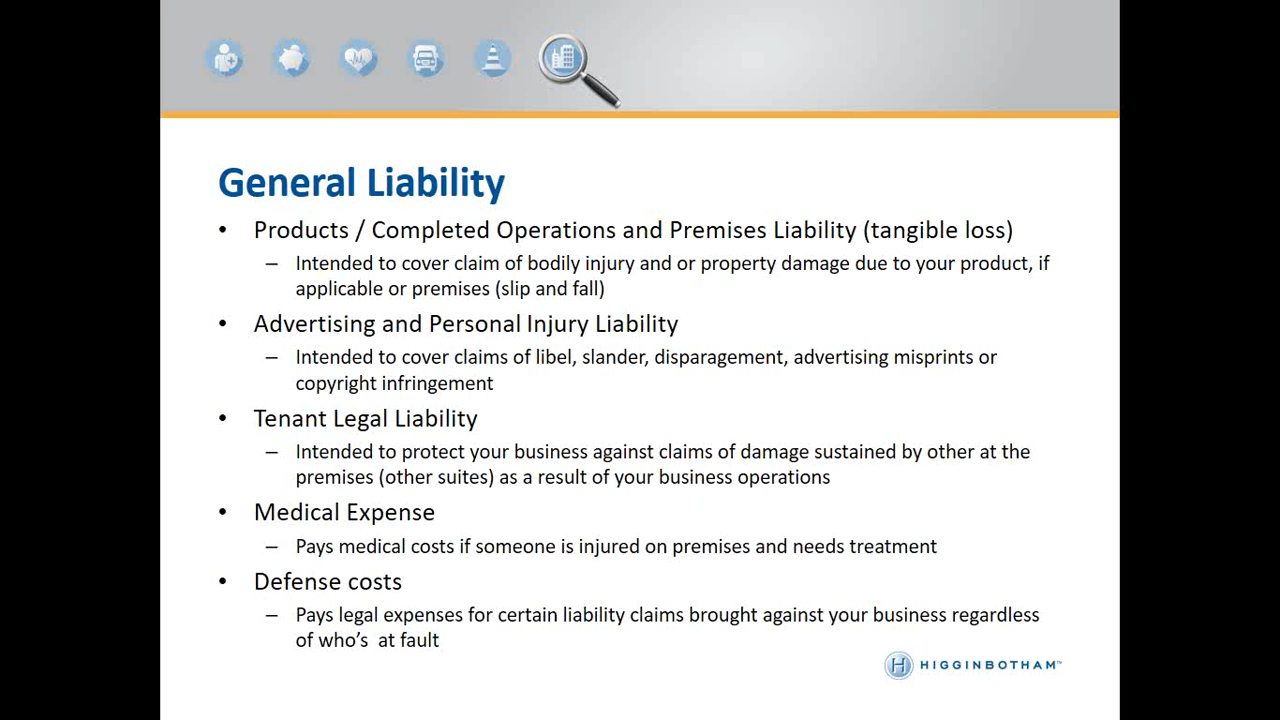 General Liability
• Products / Completed Operations and Premises Liability (tangible loss)
– Intended to cover claim of bodily injury and or property damage due to your product, if
applicable or premises (slip and fall)
• Advertising and Personal Injury Liability
– Intended to cover claims of libel, slander, disparagement, advertising misprints or
copyright infringement
• Tenant Legal Liability
– Intended to protect your business against claims of damage sustained by other at the
premises (other suites) as a result of your business operations
• Medical Expense
– Pays medical costs if someone is injured on premises and needs treatment
• Defense costs
– Pays legal expenses for certain liability claims brought against your business regardless
of who’s  at fault
H HIGGINBOTHAM™